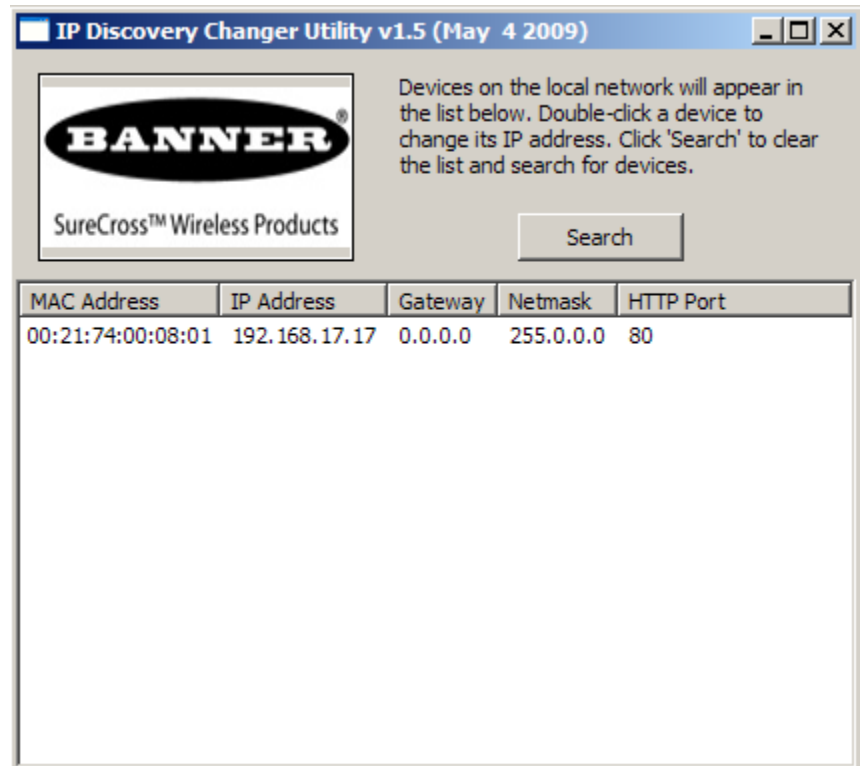 IP Discovery Changer Utility v1.5 (May 4 2009)
BANNER®
SureCross™ Wireless Products
Devices on the local network will appear in
the list below. Double-click a device to
change its IP address. Click 'Search' to clear
the list and search for devices.
Search
MAC Address IP Address Gateway Netmask HTTP Port
00:21:74:00:08:01 192.168.17.17 0.0.0.0 255.0.0.0 80